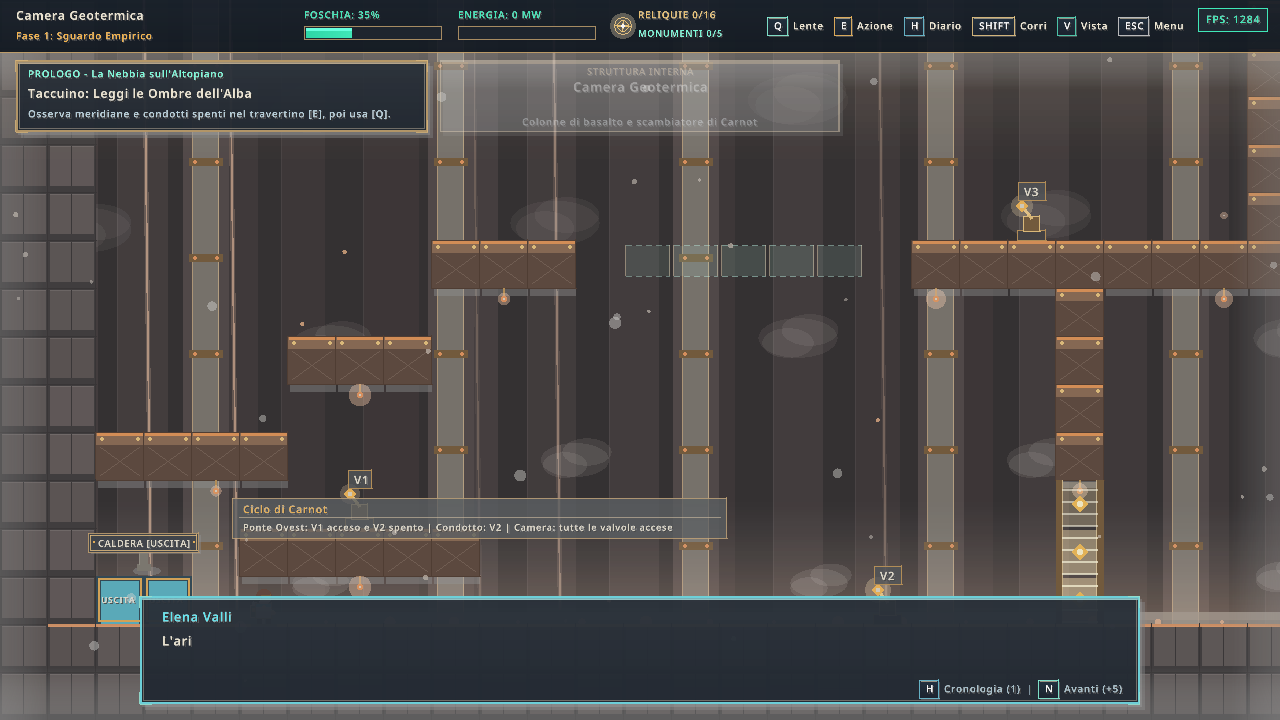 Camera Geotermica
Fase 1: Sguardo Empirico
FOSCHIA: 35%
ENERGIA: 0 MW
RELIQUIE 0/16
MONUMENTI 0/5
Q Lente
E Azione
H Diario
SHIFT Corri
V Vista
ESC Menu
FPS: 1284
PROLOGO - La Nebbia sull'Altopiano
Taccuino: Leggi le Ombre dell'Alba
Osserva meridiane e condotti spenti nel travertino [E], poi usa [Q].
STRUTTURA INTERNA
Camera Geotermica
Colonne di basalto e scambiatore di Carnot
V3
V1
Ciclo di Carnot
Ponte Ovest: V1 acceso e V2 spento | Condotto: V2 | Camera: tutte le valvole accese
· CALDERA [USCITA] ·
V2
USCITA
Elena Valli
L'ari
H Cronologia (1) | N Avanti (+5)